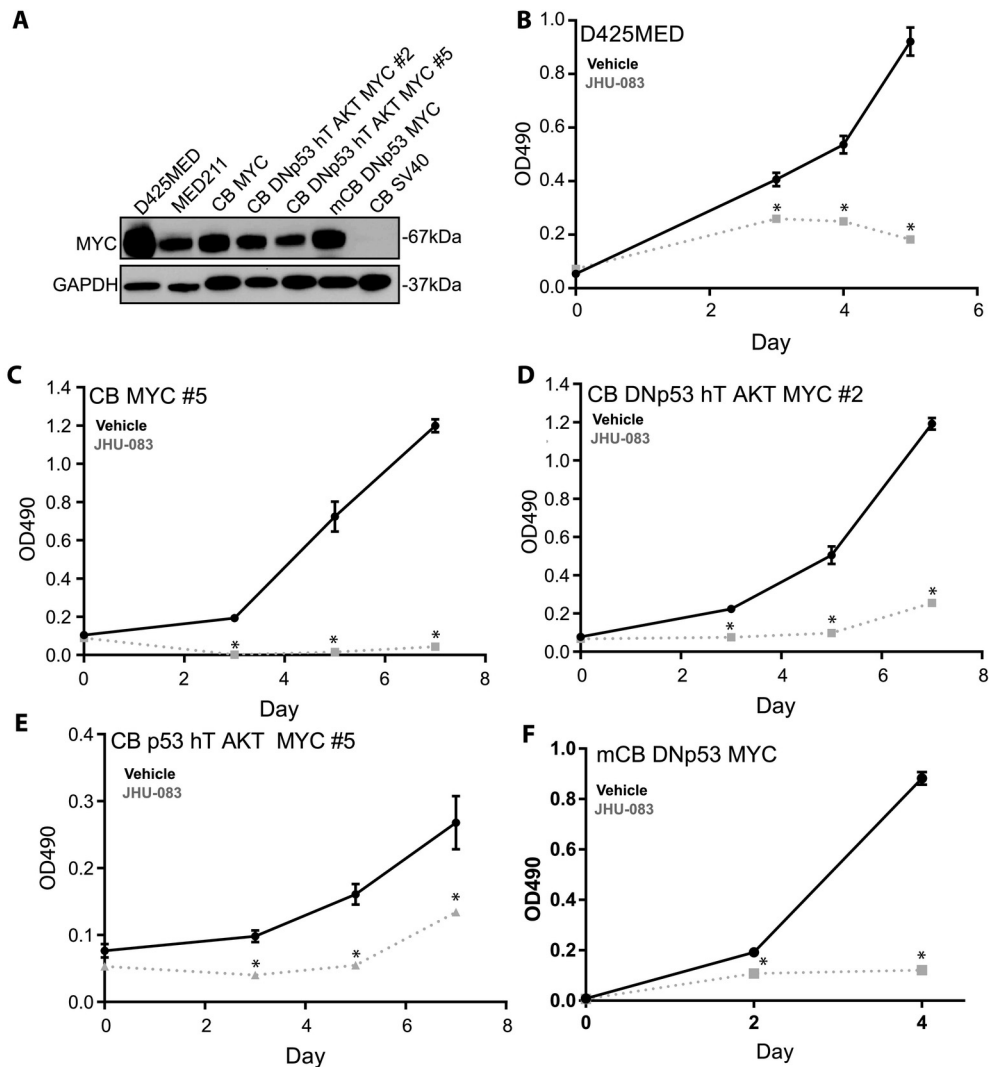 A
D425MED
MED211
CB MYC
CB DNp53 hT AKT MYC #2
CB DNp53 hT AKT MYC #5
mCB DNp53 MYC
CB SV40
MYC
-67kDa
GAPDH
-37kDa
B
D425MED
Vehicle
JHU-083
1.0
0.8
0.6
0.4
0.2
0.0
OD490
* * *
0 2 4 6
Day
C
CB MYC #5
Vehicle
JHU-083
1.4
1.2
1.0
0.8
0.6
0.4
0.2
0.0
OD490
* * *
0 2 4 6 8
Day
D
CB DNp53 hT AKT MYC #2
Vehicle
JHU-083
1.4
1.2
1.0
0.8
0.6
0.4
0.2
0.0
OD490
* * *
0 2 4 6 8
Day
E
CB p53 hT AKT MYC #5
Vehicle
JHU-083
0.4
0.3
0.2
0.1
0.0
OD490
* * *
0 2 4 6 8
Day
F
mCB DNp53 MYC
Vehicle
JHU-083
1.0
0.8
0.6
0.4
0.2
0.0
OD490
* *
0 2 4
Day